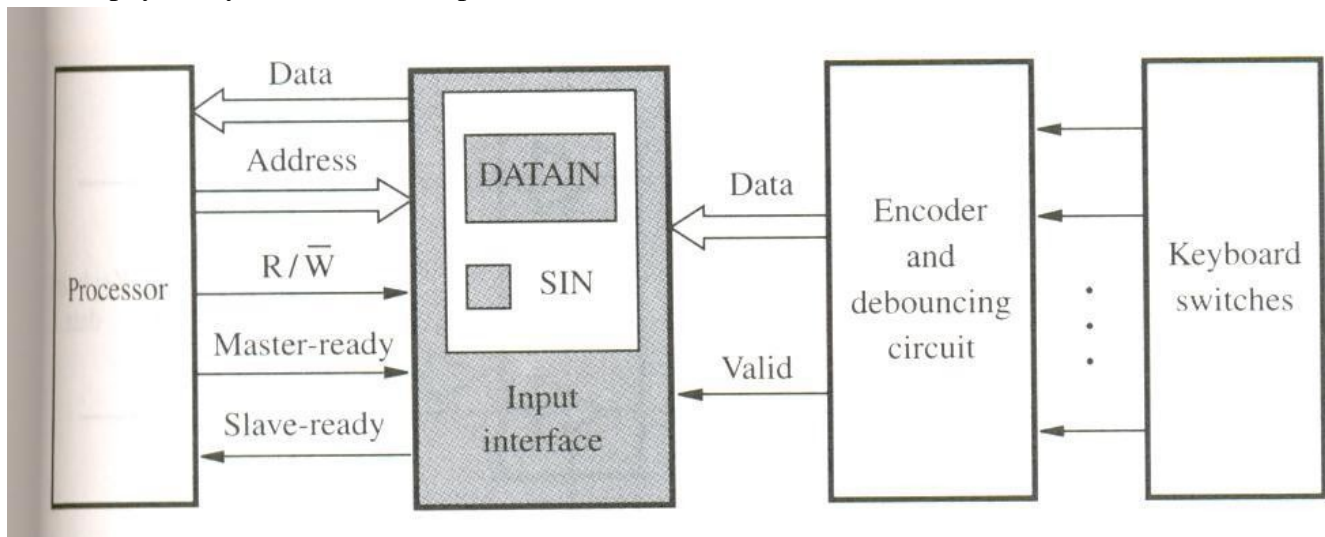 Data
Address
R/W̅
Master-ready
Slave-ready
Processor
DATAIN
SIN
Input
interface
Data
Valid
Encoder
and
debouncing
circuit
Keyboard
switches